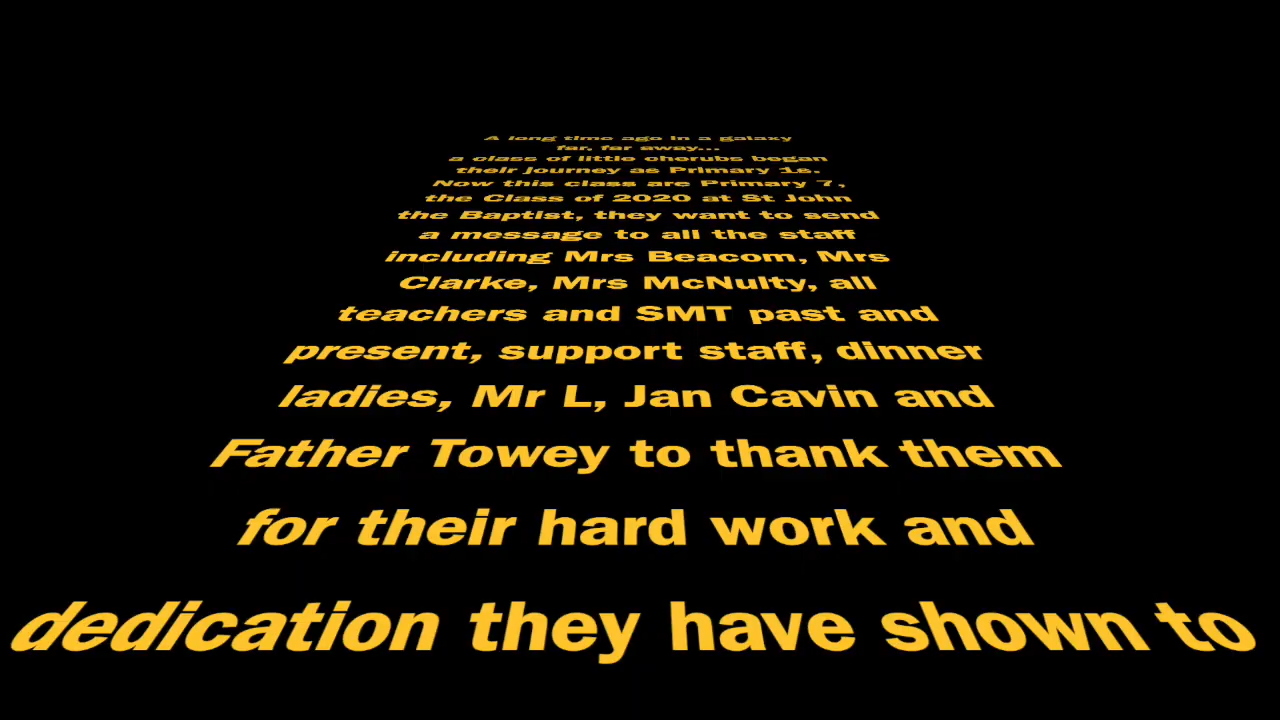 A long time ago in a galaxy
far, far away...
a class of little cherubs began
their journey as Primary 1s.
Now this class are Primary 7,
the Class of 2020 at St John
the Baptist, they want to send
a message to all the staff
including Mrs Beacom, Mrs
Clarke, Mrs McNulty, all
teachers and SMT past and
present, support staff, dinner
ladies, Mr L, Jan Cavin and
Father Towey to thank them
for their hard work and
dedication they have shown to